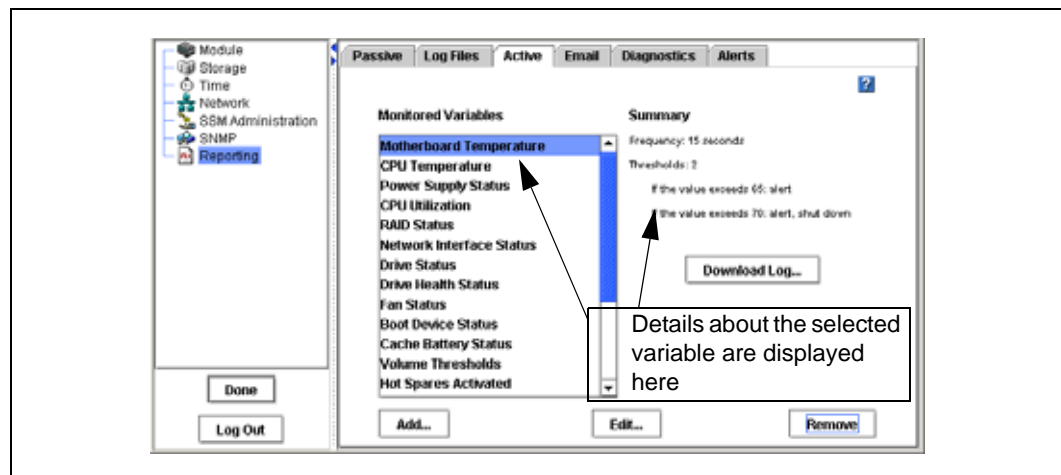 Module
Storage
Time
Network
SSM Administration
SNMP
Reporting
Done
Log Out
Passive Log Files Active Email Diagnostics Alerts
?
Monitored Variables
Motherboard Temperature
CPU Temperature
Power Supply Status
CPU Utilization
RAID Status
Network Interface Status
Drive Status
Drive Health Status
Fan Status
Boot Device Status
Cache Battery Status
Volume Thresholds
Hot Spares Activated
Summary
Frequency: 15 seconds
Thresholds: 2
If the value exceeds 65: alert
If the value exceeds 70: alert, shut down
Download Log...
Details about the selected
variable are displayed
here
Add... Edit... Remove